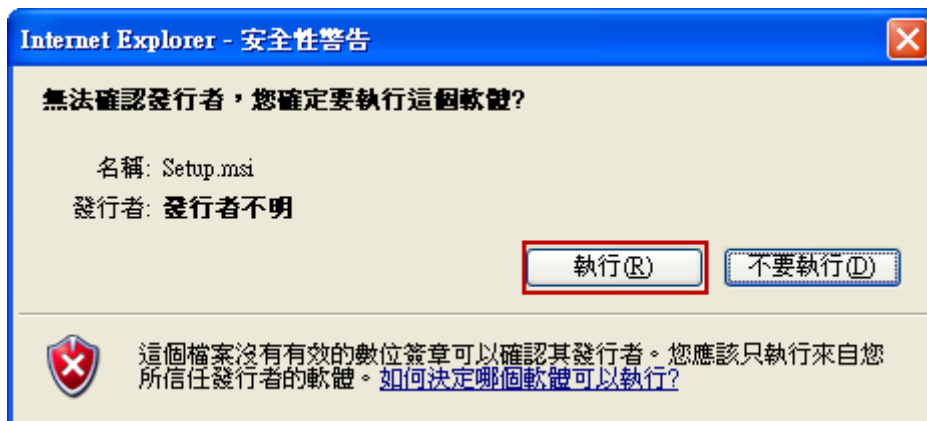 Internet Explorer - 安全性警告
無法確認發行者，您確定要執行這個軟體?
名稱: Setup.msi
發行者: 發行者不明
執行(R) 不要執行(D)
這個檔案沒有有效的數位簽章可以確認其發行者。您應該只執行來自您
所信任發行者的軟體。如何決定哪個軟體可以執行?